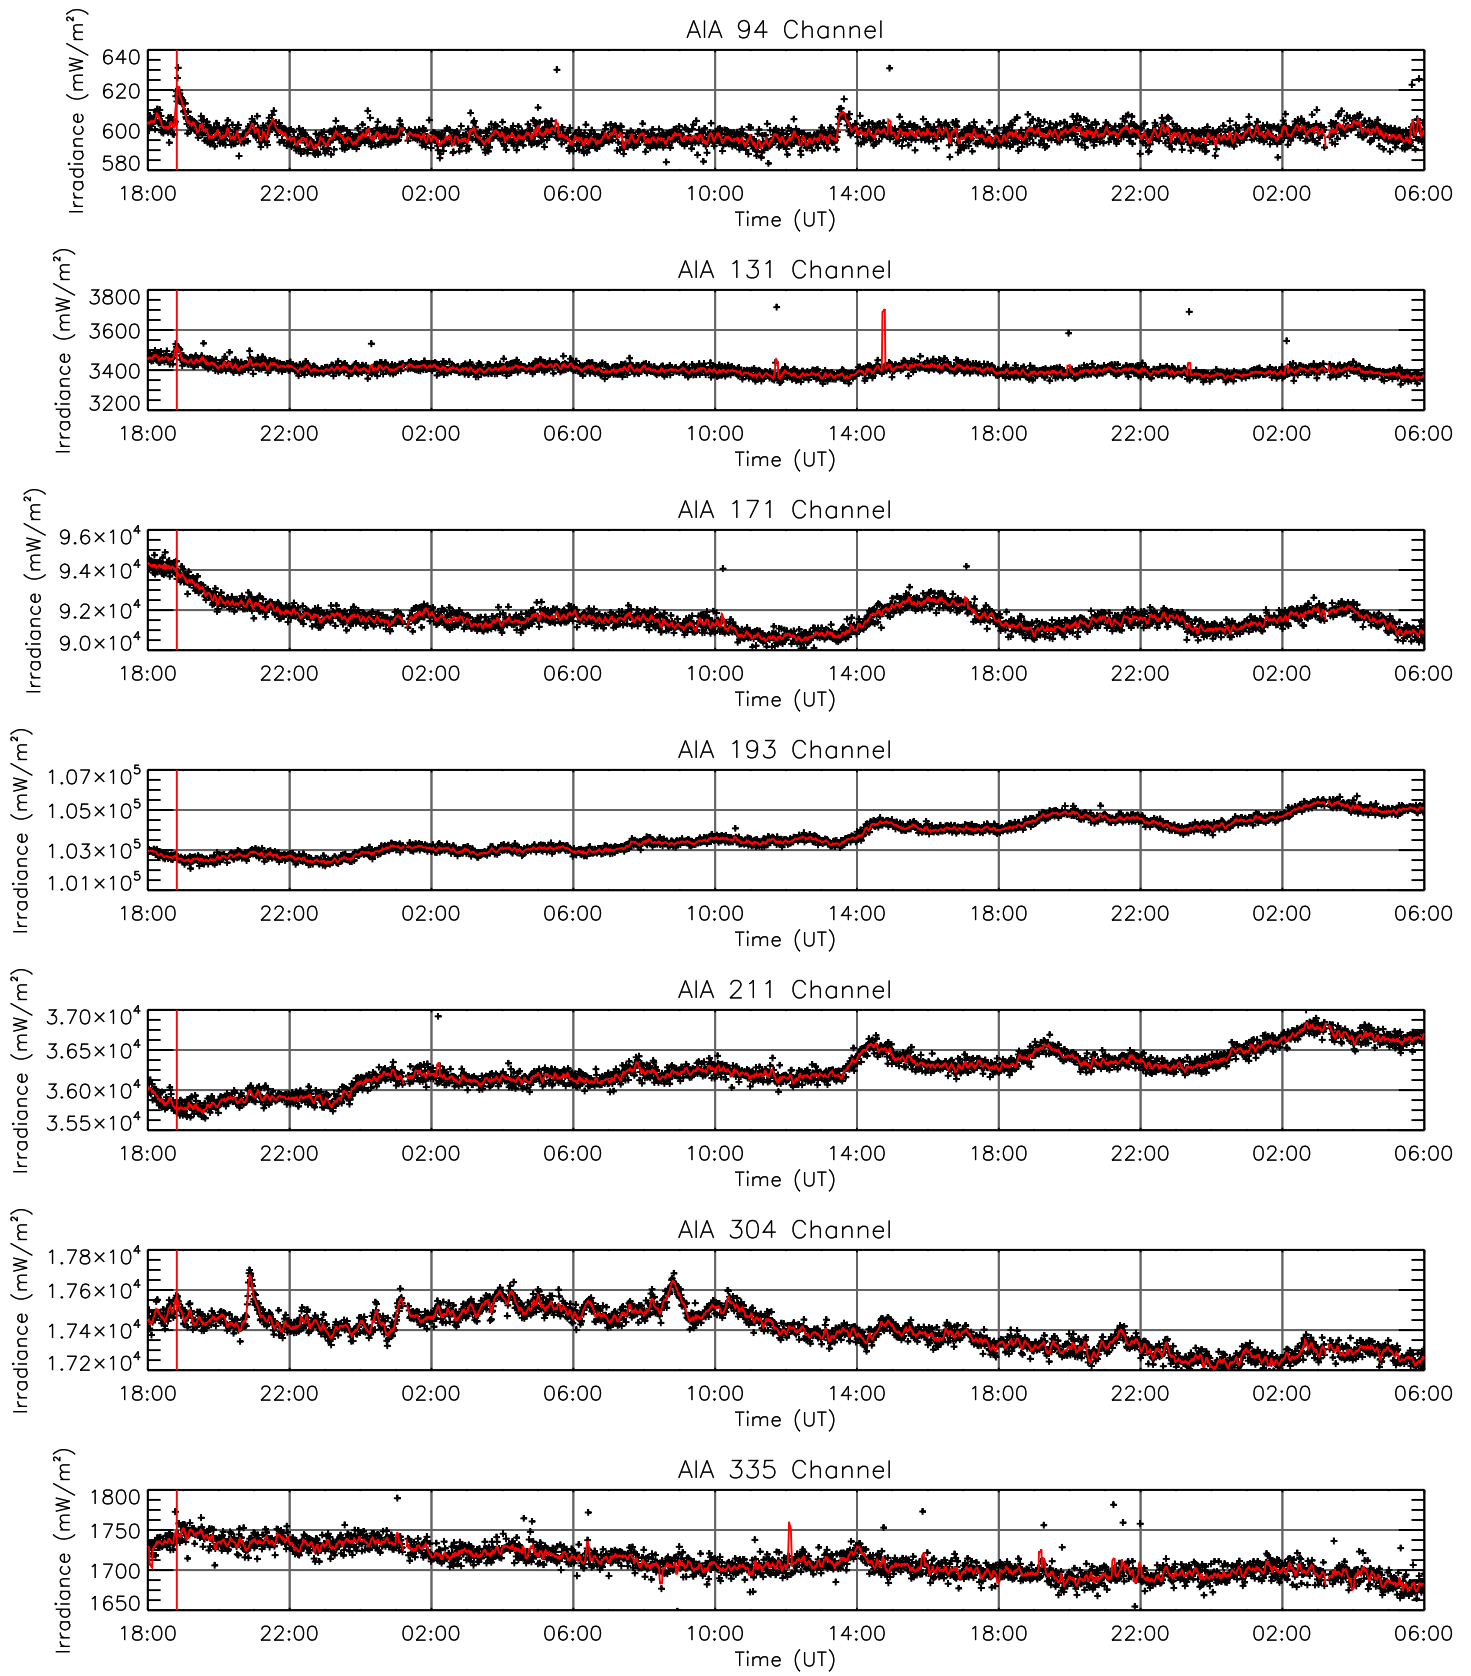 AIA 94 Channel
Irradiance (mW/m²)
640
620
600
580
18:00 22:00 02:00 06:00 10:00 14:00 18:00 22:00 02:00 06:00
Time (UT)
AIA 131 Channel
Irradiance (mW/m²)
3800
3600
3400
3200
18:00 22:00 02:00 06:00 10:00 14:00 18:00 22:00 02:00 06:00
Time (UT)
AIA 171 Channel
Irradiance (mW/m²)
9.6×10⁴
9.4×10⁴
9.2×10⁴
9.0×10⁴
18:00 22:00 02:00 06:00 10:00 14:00 18:00 22:00 02:00 06:00
Time (UT)
AIA 193 Channel
Irradiance (mW/m²)
1.07×10⁵
1.05×10⁵
1.03×10⁵
1.01×10⁵
18:00 22:00 02:00 06:00 10:00 14:00 18:00 22:00 02:00 06:00
Time (UT)
AIA 211 Channel
Irradiance (mW/m²)
3.70×10⁴
3.65×10⁴
3.60×10⁴
3.55×10⁴
18:00 22:00 02:00 06:00 10:00 14:00 18:00 22:00 02:00 06:00
Time (UT)
AIA 304 Channel
Irradiance (mW/m²)
1.78×10⁴
1.76×10⁴
1.74×10⁴
1.72×10⁴
18:00 22:00 02:00 06:00 10:00 14:00 18:00 22:00 02:00 06:00
Time (UT)
AIA 335 Channel
Irradiance (mW/m²)
1800
1750
1700
1650
18:00 22:00 02:00 06:00 10:00 14:00 18:00 22:00 02:00 06:00
Time (UT)